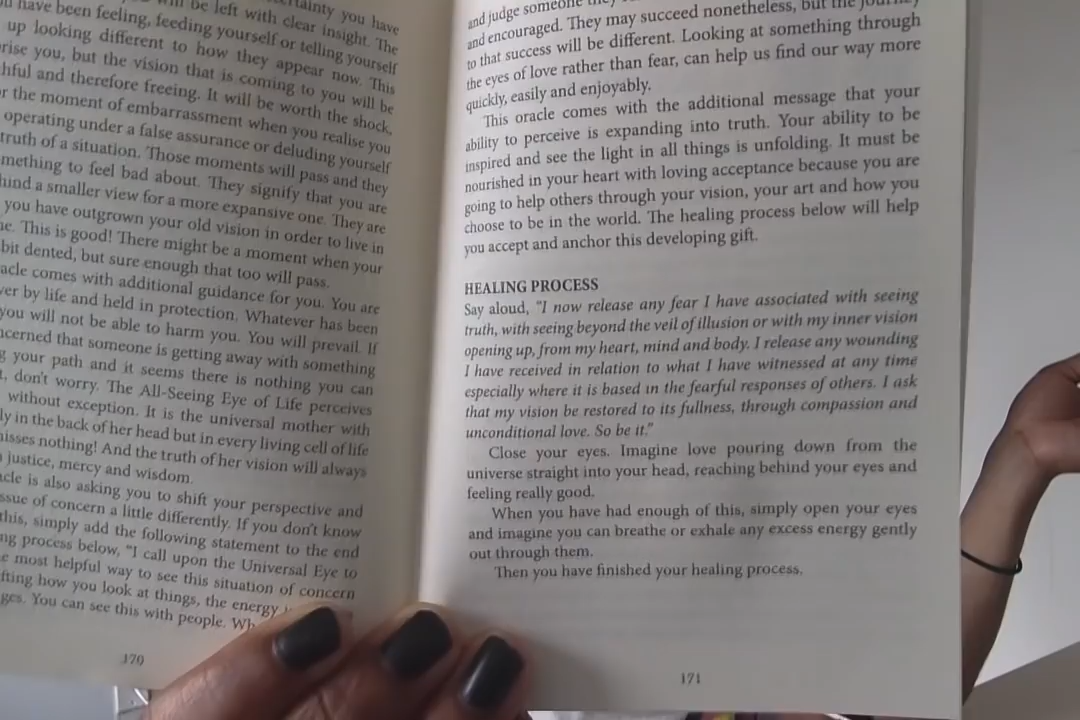 will be left with clear insight. The
have been feeling, feeding yourself or telling yourself
up looking different to how they appear now. This
you, but the vision that is coming to you will be
and therefore freeing. It will be worth the shock,
the moment of embarrassment when you realise you
operating under a false assurance or deluding yourself
truth of a situation. Those moments will pass and they
to feel bad about. They signify that you are
a smaller view for a more expansive one. They are
you have outgrown your old vision in order to live in
This is good! There might be a moment when your
bit dented, but sure enough that too will pass.
comes with additional guidance for you. You are
by life and held in protection. Whatever has been
you will not be able to harm you. You will prevail. If
that someone is getting away with something
your path and it seems there is nothing you can
don't worry. The All-Seeing Eye of Life perceives
without exception. It is the universal mother with
in the back of her head but in every living cell of life
nothing! And the truth of her vision will always
justice, mercy and wisdom.
is also asking you to shift your perspective and
of concern a little differently. If you don't know
this, simply add the following statement to the end
process below, "I call upon the Universal Eye to
most helpful way to see this situation of concern
how you look at things, the energy
You can see this with people.
170
and judge someone they
and encouraged. They may succeed nonetheless, but the journey
to that success will be different. Looking at something through
the eyes of love rather than fear, can help us find our way more
quickly, easily and enjoyably.
This oracle comes with the additional message that your
ability to perceive is expanding into truth. Your ability to be
inspired and see the light in all things is unfolding. It must be
nourished in your heart with loving acceptance because you are
going to help others through your vision, your art and how you
choose to be in the world. The healing process below will help
you accept and anchor this developing gift.
HEALING PROCESS
Say aloud, "I now release any fear I have associated with seeing
truth, with seeing beyond the veil of illusion or with my inner vision
opening up, from my heart, mind and body. I release any wounding
I have received in relation to what I have witnessed at any time
especially where it is based in the fearful responses of others. I ask
that my vision be restored to its fullness, through compassion and
unconditional love. So be it."
Close your eyes. Imagine love pouring down from the
universe straight into your head, reaching behind your eyes and
feeling really good.
When you have had enough of this, simply open your eyes
and imagine you can breathe or exhale any excess energy gently
out through them.
Then you have finished your healing process.
171